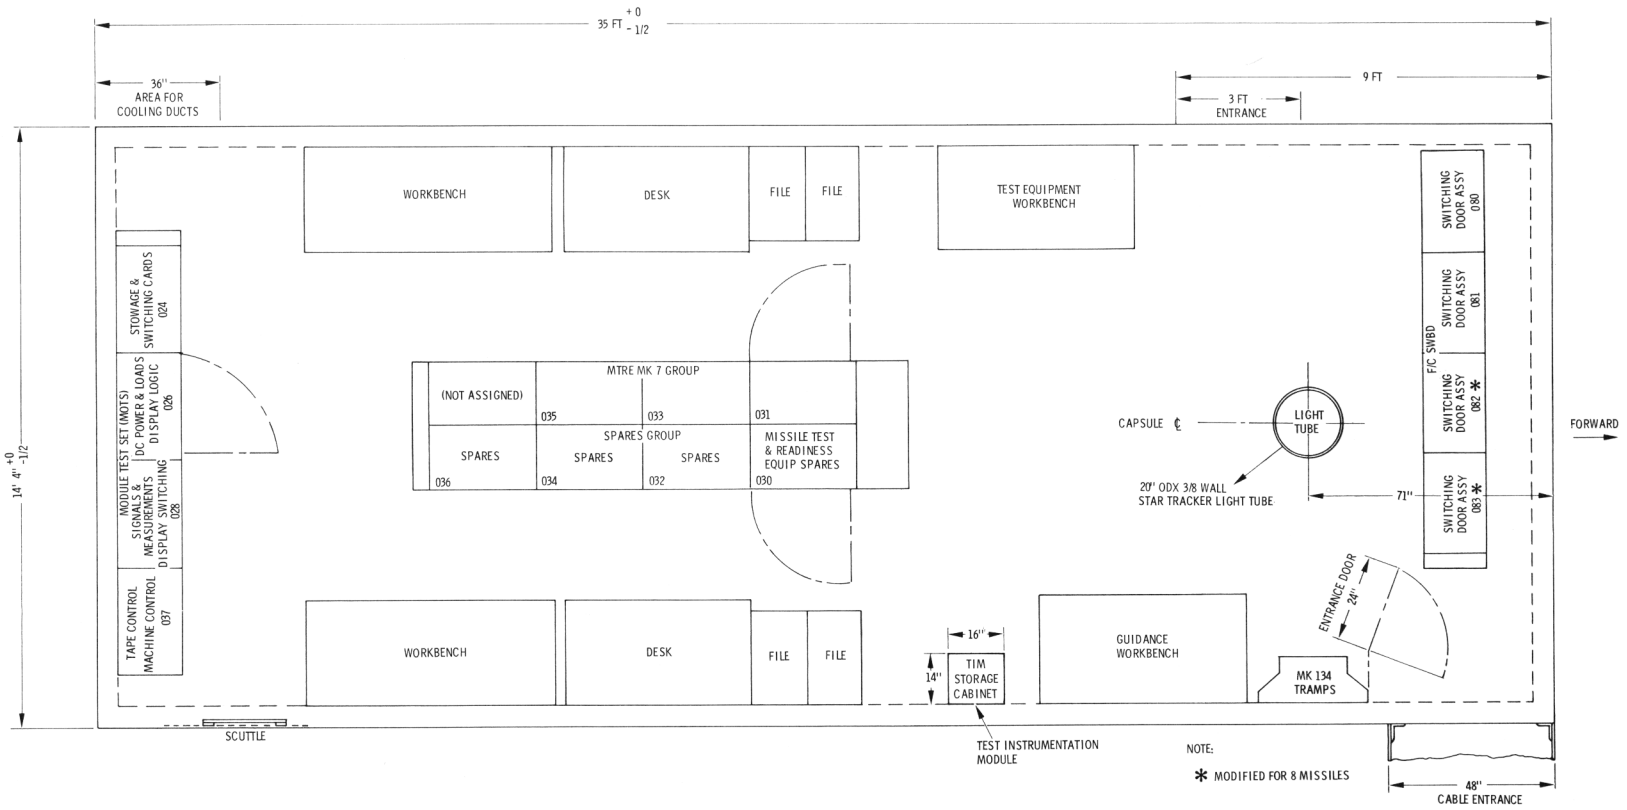 35 FT +0 - 1/2
36"
AREA FOR
COOLING DUCTS
9 FT
3 FT
ENTRANCE
14' 4" +0 -1/2
WORKBENCH
DESK
FILE
FILE
TEST EQUIPMENT
WORKBENCH
SWITCHING
DOOR ASSY
080
SWITCHING
DOOR ASSY
081
F/C SWBD
SWITCHING
DOOR ASSY
082 *
SWITCHING
DOOR ASSY
083 *
STOWAGE &
SWITCHING CARDS
024
MODULE TEST SET (MOTS)
DC POWER & LOADS
DISPLAY LOGIC
026
SIGNALS &
MEASUREMENTS
DISPLAY SWITCHING
028
TAPE CONTROL
MACHINE CONTROL
037
MTRE MK 7 GROUP
(NOT ASSIGNED)
035
033
031
SPARES GROUP
SPARES
036
SPARES
034
SPARES
032
MISSILE TEST
& READINESS
EQUIP SPARES
030
CAPSULE ℄
LIGHT
TUBE
FORWARD
20" ODX 3/8 WALL
STAR TRACKER LIGHT TUBE
71"
ENTRANCE DOOR
24"
WORKBENCH
DESK
FILE
FILE
16"
14"
TIM
STORAGE
CABINET
GUIDANCE
WORKBENCH
MK 134
TRAMPS
SCUTTLE
TEST INSTRUMENTATION
MODULE
NOTE:
* MODIFIED FOR 8 MISSILES
48"
CABLE ENTRANCE